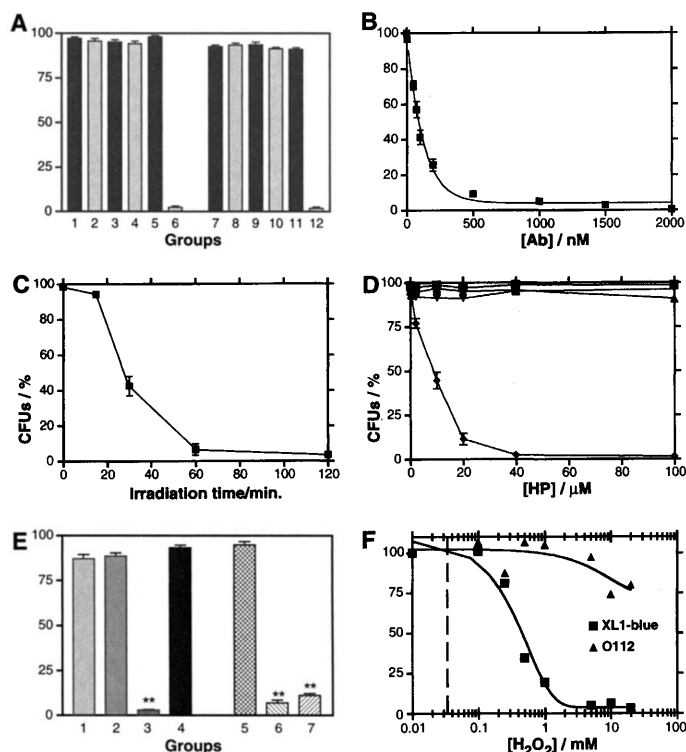 A
100
75
50
25
0
1 2 3 4 5 6 7 8 9 10 11 12
Groups
B
100
80
60
40
20
0
0 500 1000 1500 2000
[Ab] / nM
C
CFUs / %
100
80
60
40
20
0
0 20 40 60 80 100 120
Irradiation time/min.
D
CFUs / %
100
75
50
25
0
0 20 40 60 80 100
[HP] / μM
E
100
75
50
25
0
** ** **
1 2 3 4 5 6 7
Groups
F
100
75
50
25
0
XL1-blue
O112
0.01 0.1 1 10 100
[H₂O₂] / mM